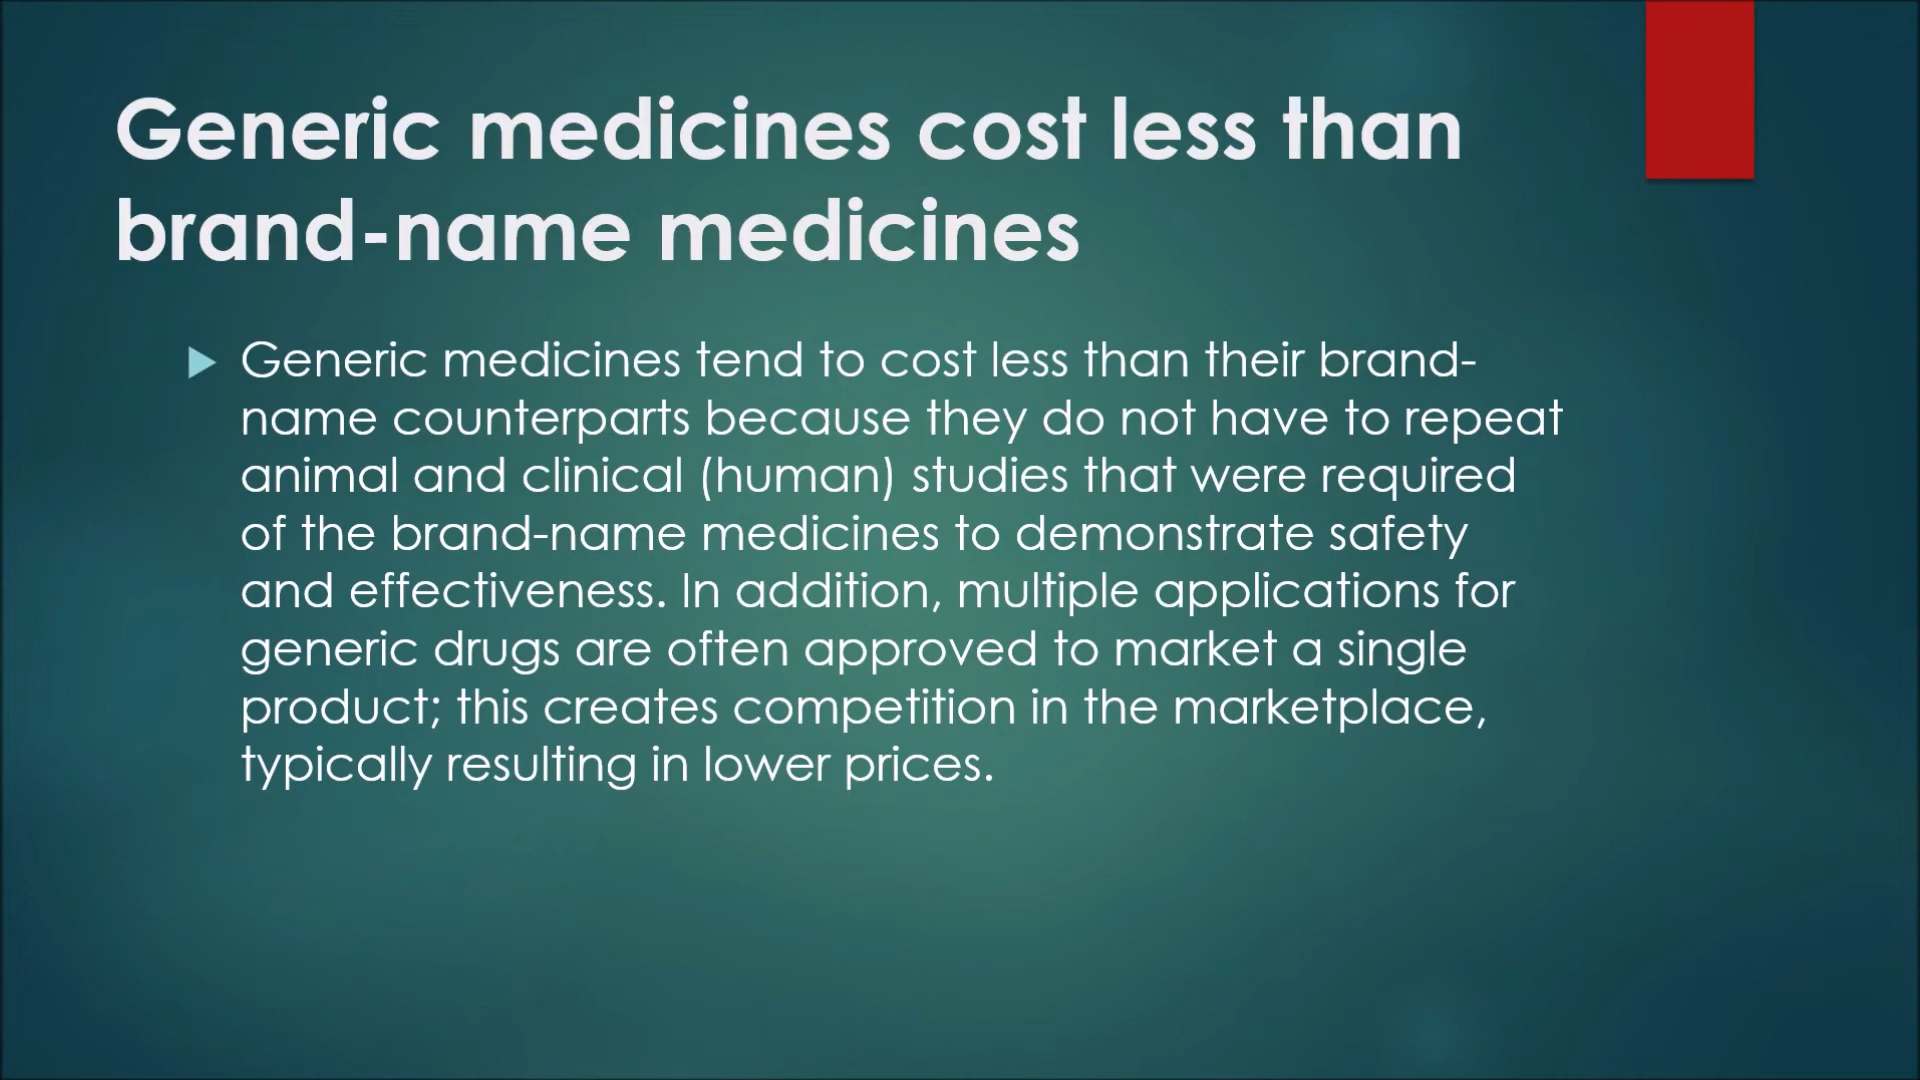 Generic medicines cost less than
brand-name medicines
Generic medicines tend to cost less than their brand-
name counterparts because they do not have to repeat
animal and clinical (human) studies that were required
of the brand-name medicines to demonstrate safety
and effectiveness. In addition, multiple applications for
generic drugs are often approved to market a single
product; this creates competition in the marketplace,
typically resulting in lower prices.